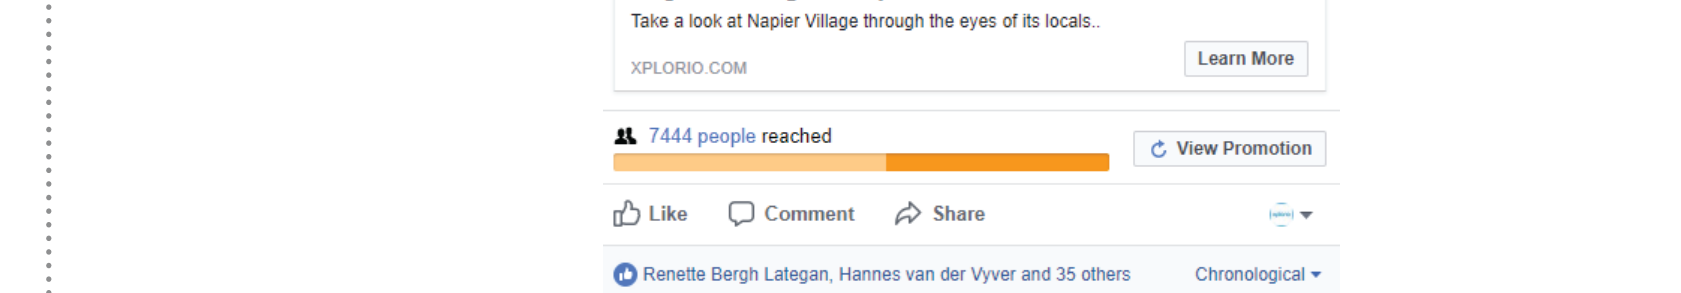 Take a look at Napier Village through the eyes of its locals..
Learn More
XPLORIO.COM
7444 people reached
View Promotion
Like Comment Share
Renette Bergh Lategan, Hannes van der Vyver and 35 others
Chronological